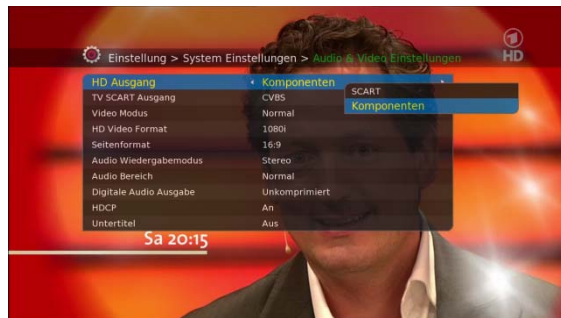 Einstellung > System Einstellungen > Audio & Video Einstellungen
HD
HD Ausgang Komponenten
SCART
Komponenten
TV SCART Ausgang CVBS
Video Modus Normal
HD Video Format 1080i
Seitenformat 16:9
Audio Wiedergabemodus Stereo
Audio Bereich Normal
Digitale Audio Ausgabe Unkomprimiert
HDCP An
Untertitel Aus
Sa 20:15